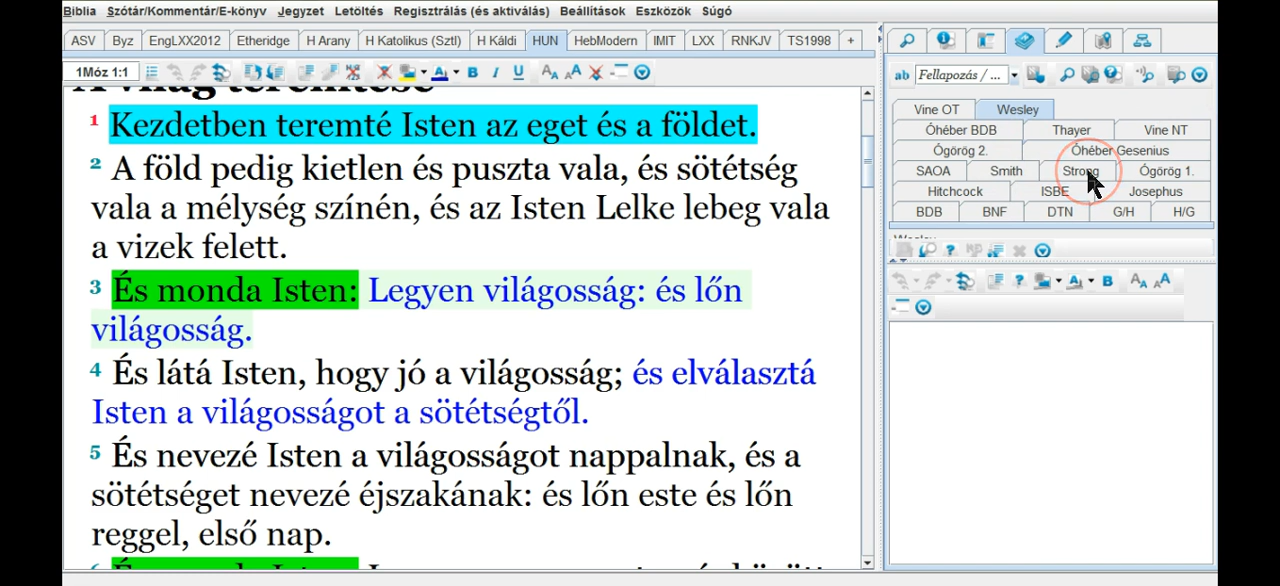 Biblia Szótár/Kommentár/E-könyv Jegyzet Letöltés Regisztrálás (és aktiválás) Beállítások Eszközök Súgó
ASV Byz EngLXX2012 Etheridge H Arany H Katolikus (SztI) H Káldi HUN HebModern IMIT LXX RNKJV TS1998 +
1Móz 1:1
ab Fellapozás / ...
Vine OT Wesley
Óhéber BDB Thayer Vine NT
Ógörög 2. Óhéber Gesenius
SAOA Smith Strong Ógörög 1.
Hitchcock ISBE Josephus
BDB BNF DTN G/H H/G
A világ teremtése
1 Kezdetben teremté Isten az eget és a földet.
2 A föld pedig kietlen és puszta vala, és sötétség
vala a mélység színén, és az Isten Lelke lebeg vala
a vizek felett.
3 És monda Isten: Legyen világosság: és lőn
világosság.
4 És látá Isten, hogy jó a világosság; és elválasztá
Isten a világosságot a sötétségtől.
5 És nevezé Isten a világosságot nappalnak, és a
sötétséget nevezé éjszakának: és lőn este és lőn
reggel, első nap.